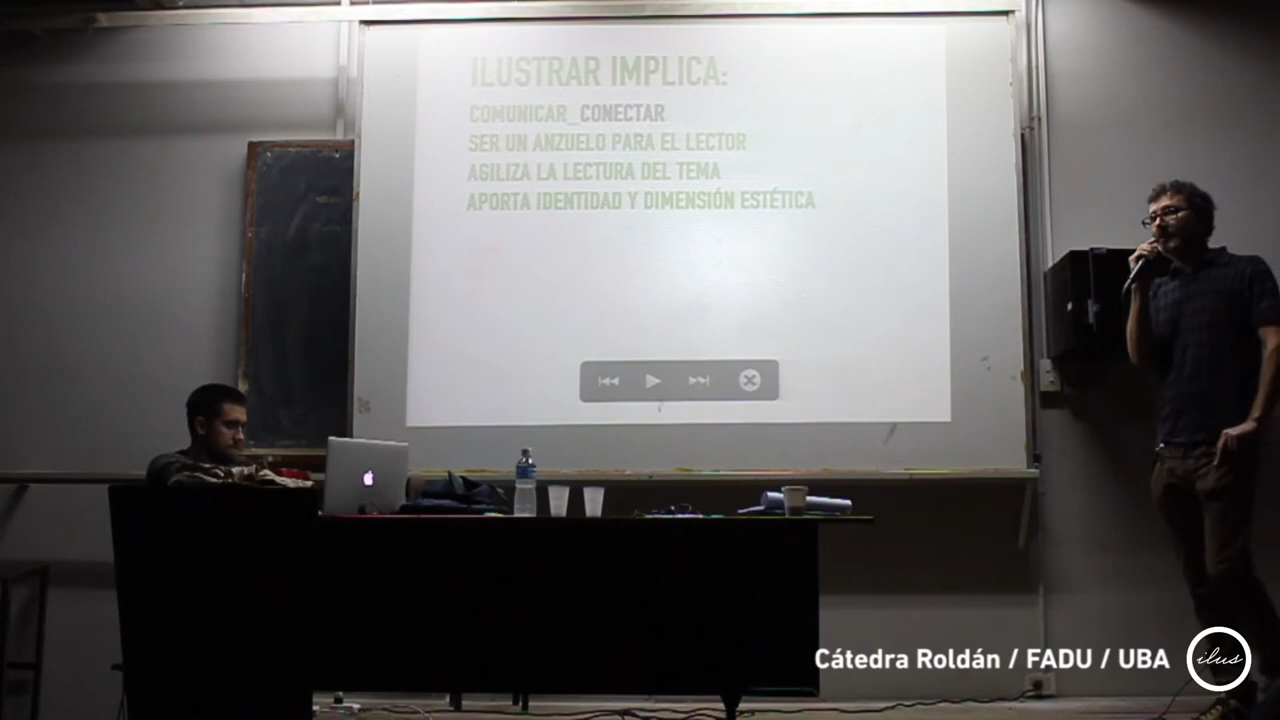 ILUSTRAR IMPLICA:
COMUNICAR_CONECTAR
SER UN ANZUELO PARA EL LECTOR
AGILIZA LA LECTURA DEL TEMA
APORTA IDENTIDAD Y DIMENSIÓN ESTÉTICA
Cátedra Roldán / FADU / UBA
ilus